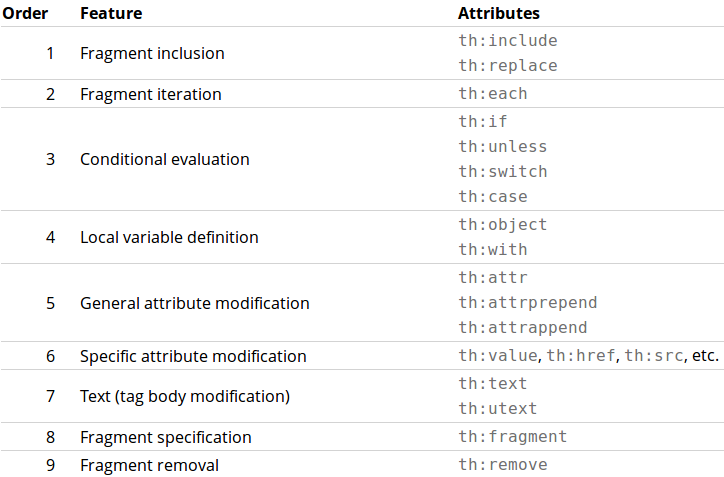 Order Feature Attributes
1 Fragment inclusion th:include
th:replace
2 Fragment iteration th:each
3 Conditional evaluation th:if
th:unless
th:switch
th:case
4 Local variable definition th:object
th:with
5 General attribute modification th:attr
th:attrprepend
th:attrappend
6 Specific attribute modification th:value, th:href, th:src, etc.
7 Text (tag body modification) th:text
th:utext
8 Fragment specification th:fragment
9 Fragment removal th:remove